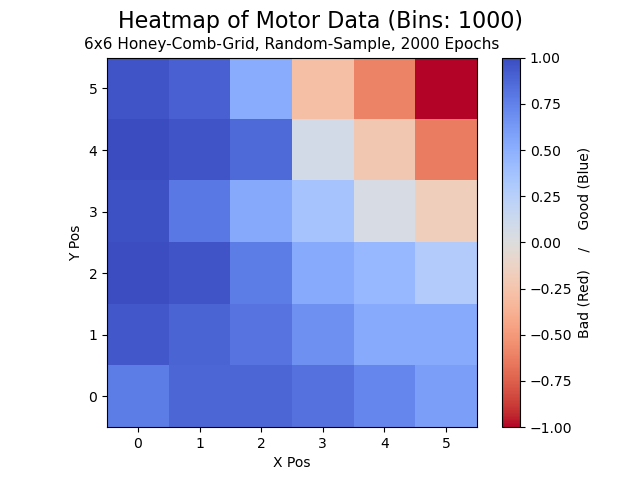 Heatmap of Motor Data (Bins: 1000)
6x6 Honey-Comb-Grid, Random-Sample, 2000 Epochs
5
4
3
2
1
0
Y Pos
0 1 2 3 4 5
X Pos
1.00
0.75
0.50
0.25
0.00
−0.25
−0.50
−0.75
−1.00
Bad (Red) / Good (Blue)